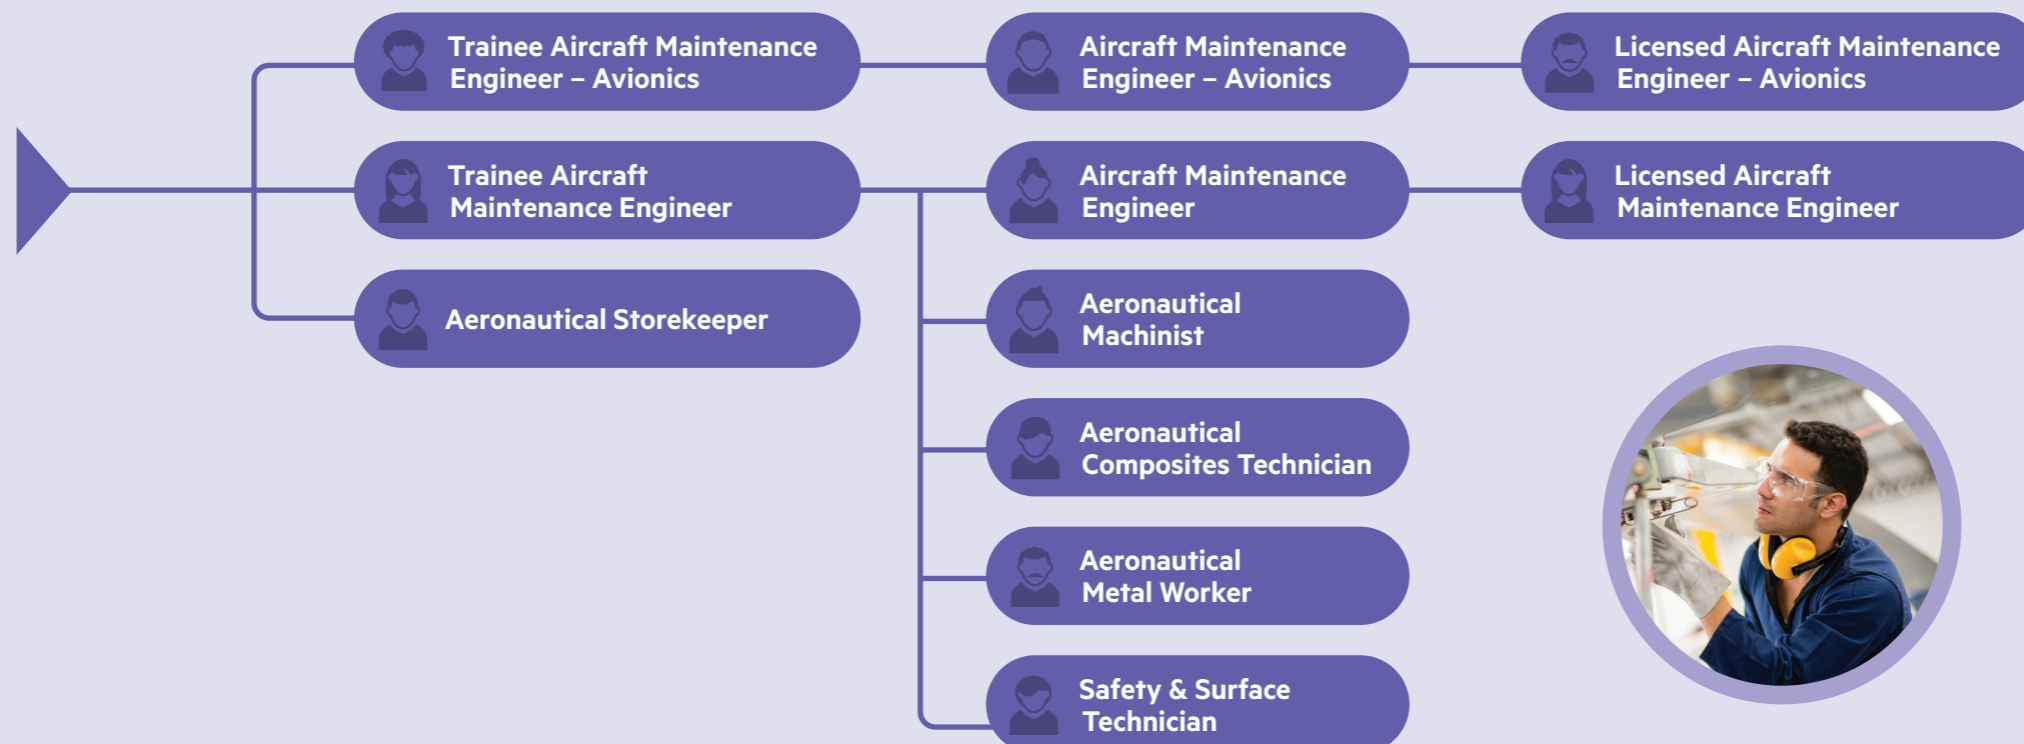 Trainee Aircraft Maintenance
Engineer – Avionics
Aircraft Maintenance
Engineer – Avionics
Licensed Aircraft Maintenance
Engineer – Avionics
Trainee Aircraft
Maintenance Engineer
Aircraft Maintenance
Engineer
Licensed Aircraft
Maintenance Engineer
Aeronautical Storekeeper
Aeronautical
Machinist
Aeronautical
Composites Technician
Aeronautical
Metal Worker
Safety & Surface
Technician